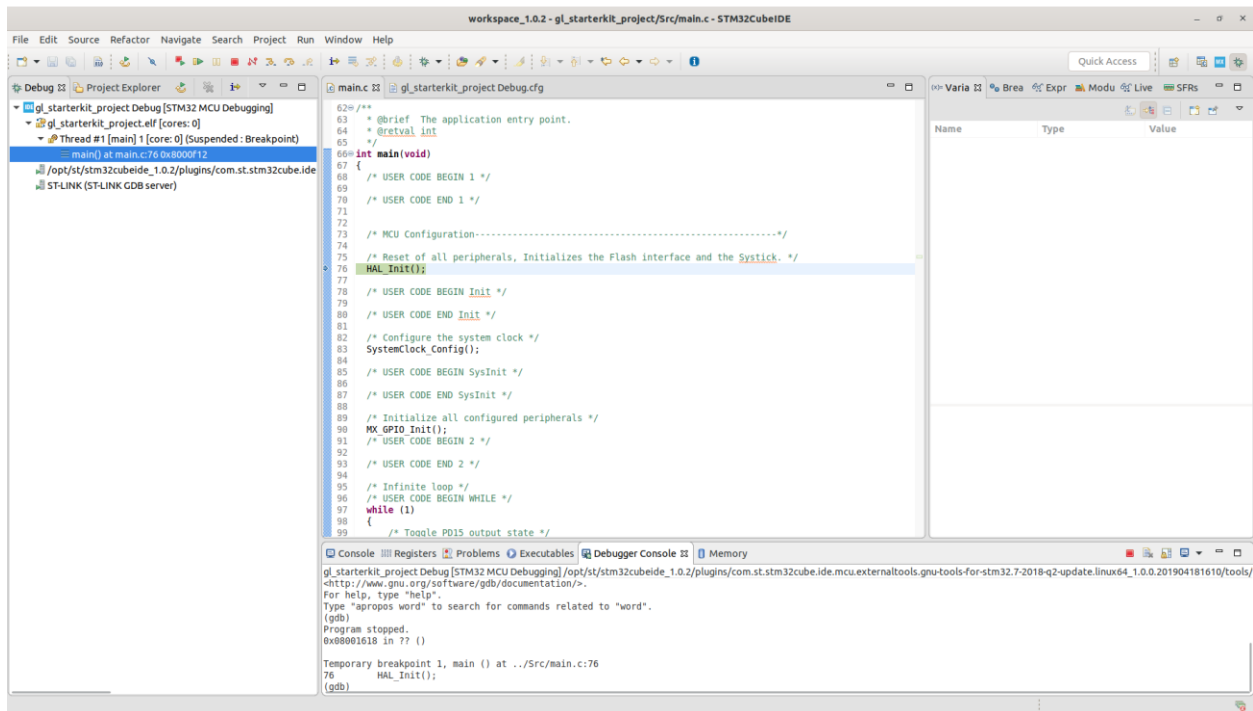 workspace_1.0.2 - gl_starterkit_project/Src/main.c - STM32CubeIDE
File Edit Source Refactor Navigate Search Project Run Window Help
Quick Access
Debug Project Explorer
gl_starterkit_project Debug [STM32 MCU Debugging]
gl_starterkit_project.elf [cores: 0]
Thread #1 [main] 1 [core: 0] (Suspended : Breakpoint)
main() at main.c:76 0x8000f12
/opt/st/stm32cubeide_1.0.2/plugins/com.st.stm32cube.ide
ST-LINK (ST-LINK GDB server)
main.c gl_starterkit_project Debug.cfg
62 /**
63 * @brief The application entry point.
64 * @retval int
65 */
66 int main(void)
67 {
68 /* USER CODE BEGIN 1 */
69
70 /* USER CODE END 1 */
71
72
73 /* MCU Configuration--------------------------------------------------------*/
74
75 /* Reset of all peripherals, Initializes the Flash interface and the Systick. */
76 HAL_Init();
77
78 /* USER CODE BEGIN Init */
79
80 /* USER CODE END Init */
81
82 /* Configure the system clock */
83 SystemClock_Config();
84
85 /* USER CODE BEGIN SysInit */
86
87 /* USER CODE END SysInit */
88
89 /* Initialize all configured peripherals */
90 MX_GPIO_Init();
91 /* USER CODE BEGIN 2 */
92
93 /* USER CODE END 2 */
94
95 /* Infinite loop */
96 /* USER CODE BEGIN WHILE */
97 while (1)
98 {
99 /* Toggle PD15 output state */
(x)= Varia Brea Expr Modu Live SFRs
Name Type Value
Console Registers Problems Executables Debugger Console Memory
gl_starterkit_project Debug [STM32 MCU Debugging] /opt/st/stm32cubeide_1.0.2/plugins/com.st.stm32cube.ide.mcu.externaltools.gnu-tools-for-stm32.7-2018-q2-update.linux64_1.0.0.201904181610/tools/
<http://www.gnu.org/software/gdb/documentation/>.
For help, type "help".
Type "apropos word" to search for commands related to "word".
(gdb)
Program stopped.
0x08001618 in ?? ()
Temporary breakpoint 1, main () at ../Src/main.c:76
76 HAL_Init();
(gdb)